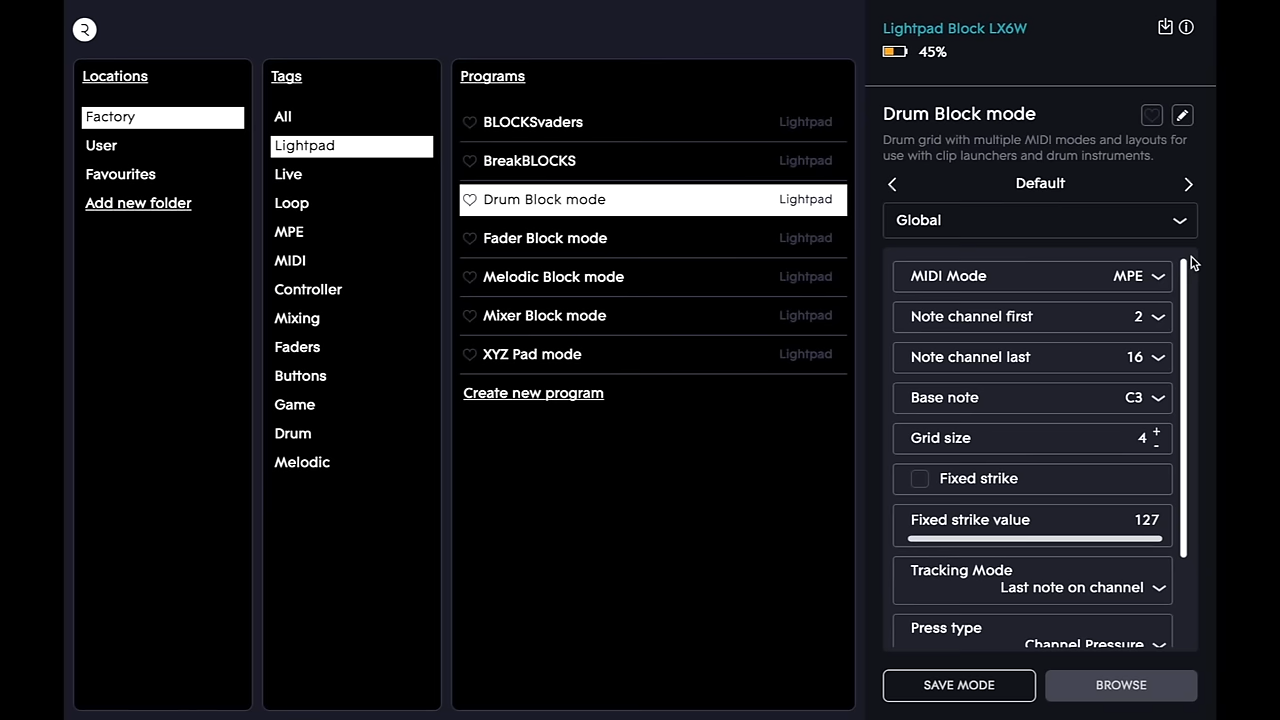 R
Locations
Factory
User
Favourites
Add new folder
Tags
All
Lightpad
Live
Loop
MPE
MIDI
Controller
Mixing
Faders
Buttons
Game
Drum
Melodic
Programs
BLOCKSvaders Lightpad
BreakBLOCKS Lightpad
Drum Block mode Lightpad
Fader Block mode Lightpad
Melodic Block mode Lightpad
Mixer Block mode Lightpad
XYZ Pad mode Lightpad
Create new program
Lightpad Block LX6W
45%
Drum Block mode
Drum grid with multiple MIDI modes and layouts for
use with clip launchers and drum instruments.
Default
Global
MIDI Mode MPE
Note channel first 2
Note channel last 16
Base note C3
Grid size 4 + -
Fixed strike
Fixed strike value 127
Tracking Mode
Last note on channel
Press type
Channel Pressure
SAVE MODE
BROWSE